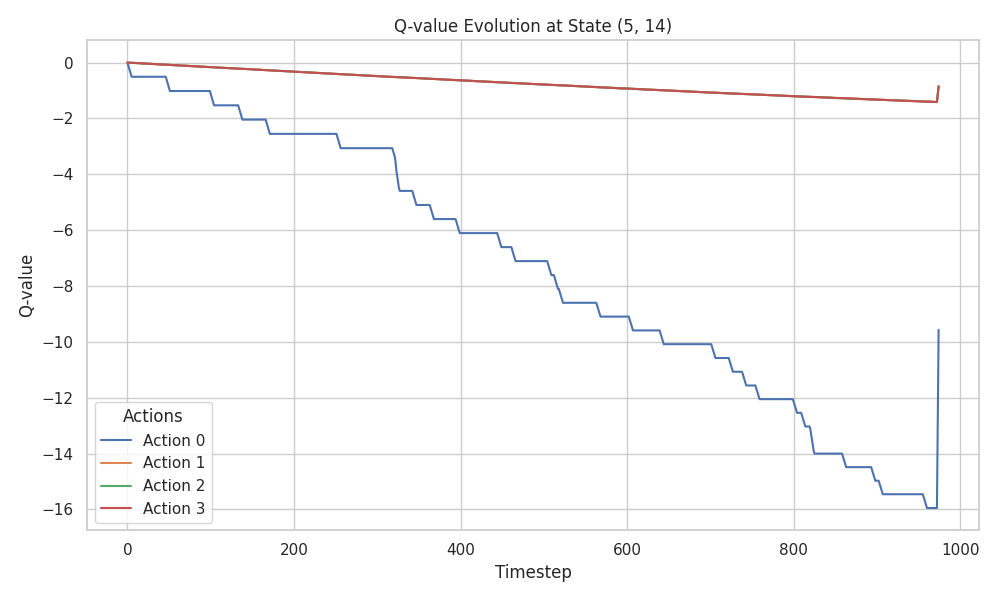 Q-value Evolution at State (5, 14)
Q-value
0
−2
−4
−6
−8
−10
−12
−14
−16
Actions
Action 0
Action 1
Action 2
Action 3
0
200
400
600
800
1000
Timestep